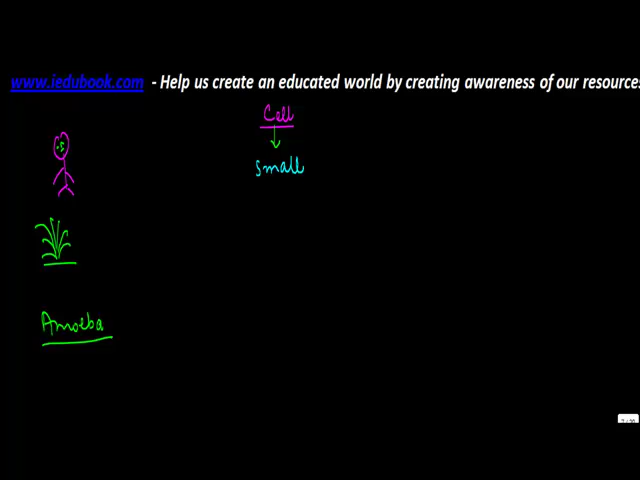 www.iedubook.com - Help us create an educated world by creating awareness of our resources
Cell
Small
Amoeba